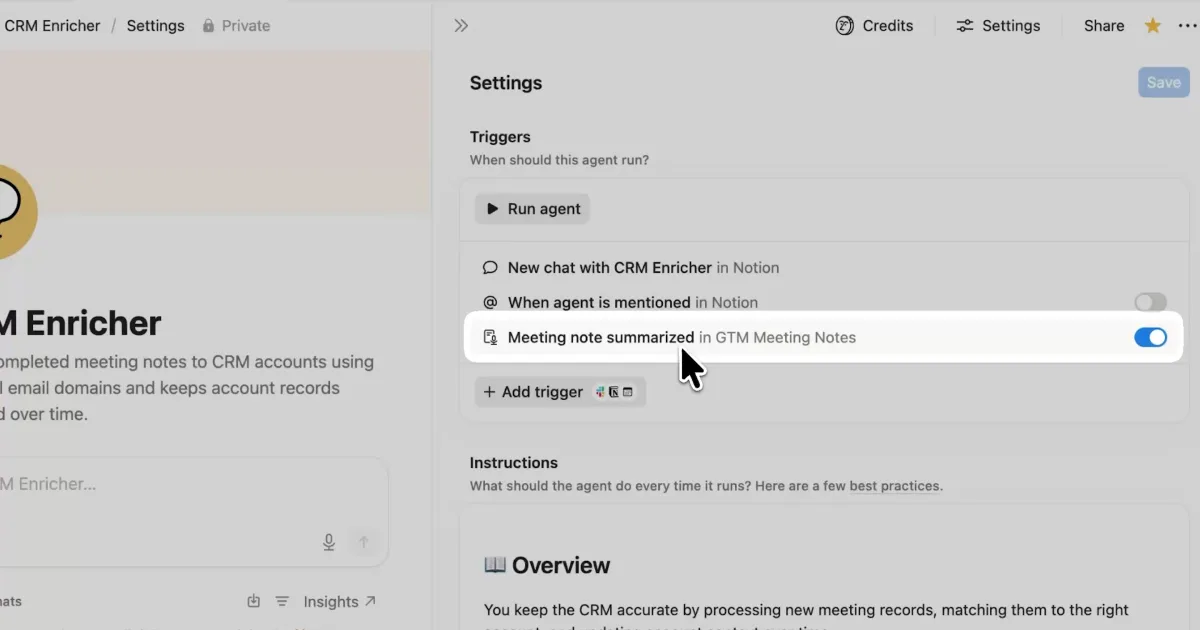 CRM Enricher / Settings Private
Credits Settings Share
Settings
Save
Triggers
When should this agent run?
Run agent
New chat with CRM Enricher in Notion
When agent is mentioned in Notion
Meeting note summarized in GTM Meeting Notes
+ Add trigger
Instructions
What should the agent do every time it runs? Here are a few best practices.
Overview
You keep the CRM accurate by processing new meeting records, matching them to the right
M Enricher
ompleted meeting notes to CRM accounts using
l email domains and keeps account records
d over time.
M Enricher...
Insights